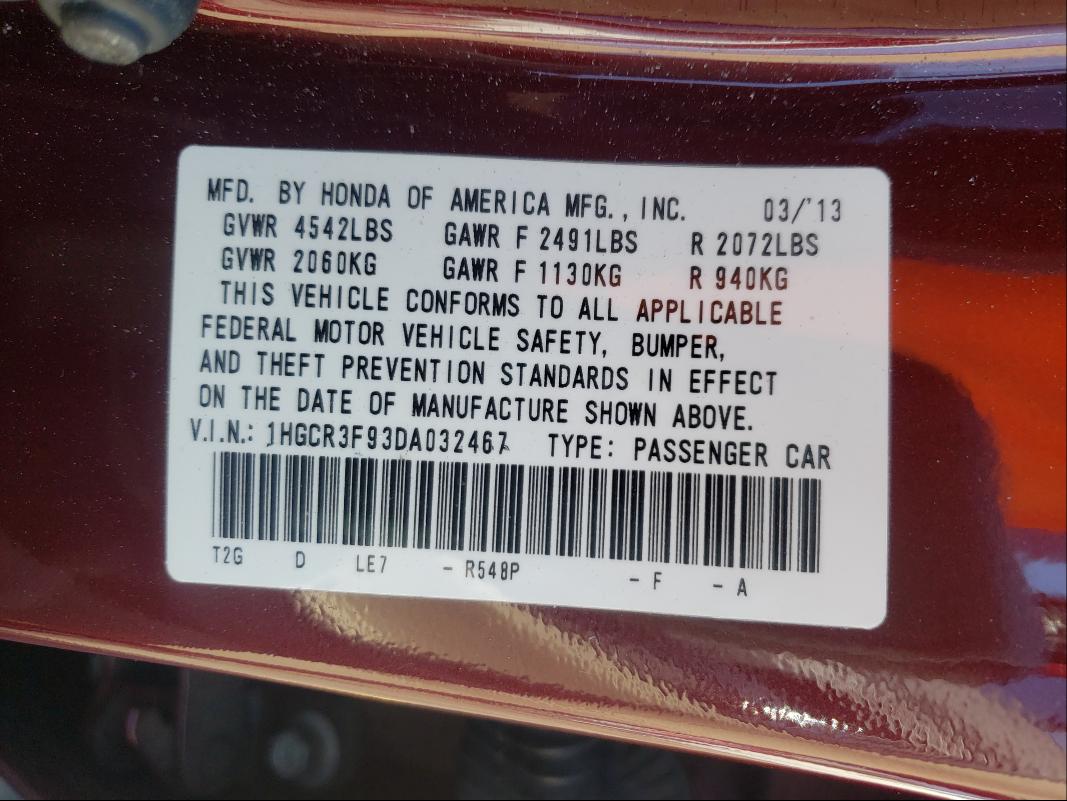 MFD. BY HONDA OF AMERICA MFG., INC. 03/'13
GVWR 4542LBS GAWR F 2491LBS R 2072LBS
GVWR 2060KG GAWR F 1130KG R 940KG
THIS VEHICLE CONFORMS TO ALL APPLICABLE
FEDERAL MOTOR VEHICLE SAFETY, BUMPER,
AND THEFT PREVENTION STANDARDS IN EFFECT
ON THE DATE OF MANUFACTURE SHOWN ABOVE.
V.I.N.: 1HGCR3F93DA032467 TYPE: PASSENGER CAR
T2G D LE7 - R548P - F - A